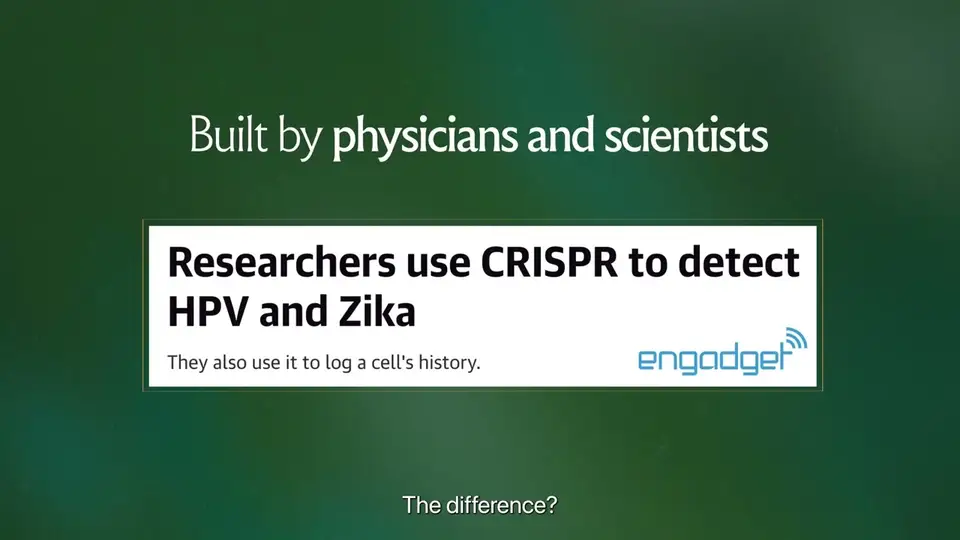 Built by physicians and scientists
Researchers use CRISPR to detect
HPV and Zika
They also use it to log a cell's history.
engadget
The difference?